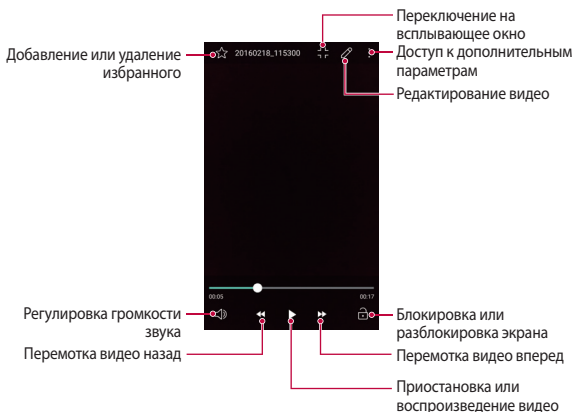 Переключение на
всплывающее окно
Добавление или удаление
избранного
20160218_115300
Доступ к дополнительным
параметрам
Редактирование видео
00:05
00:17
Регулировка громкости
звука
Блокировка или
разблокировка экрана
Перемотка видео назад
Перемотка видео вперед
Приостановка или
воспроизведение видео